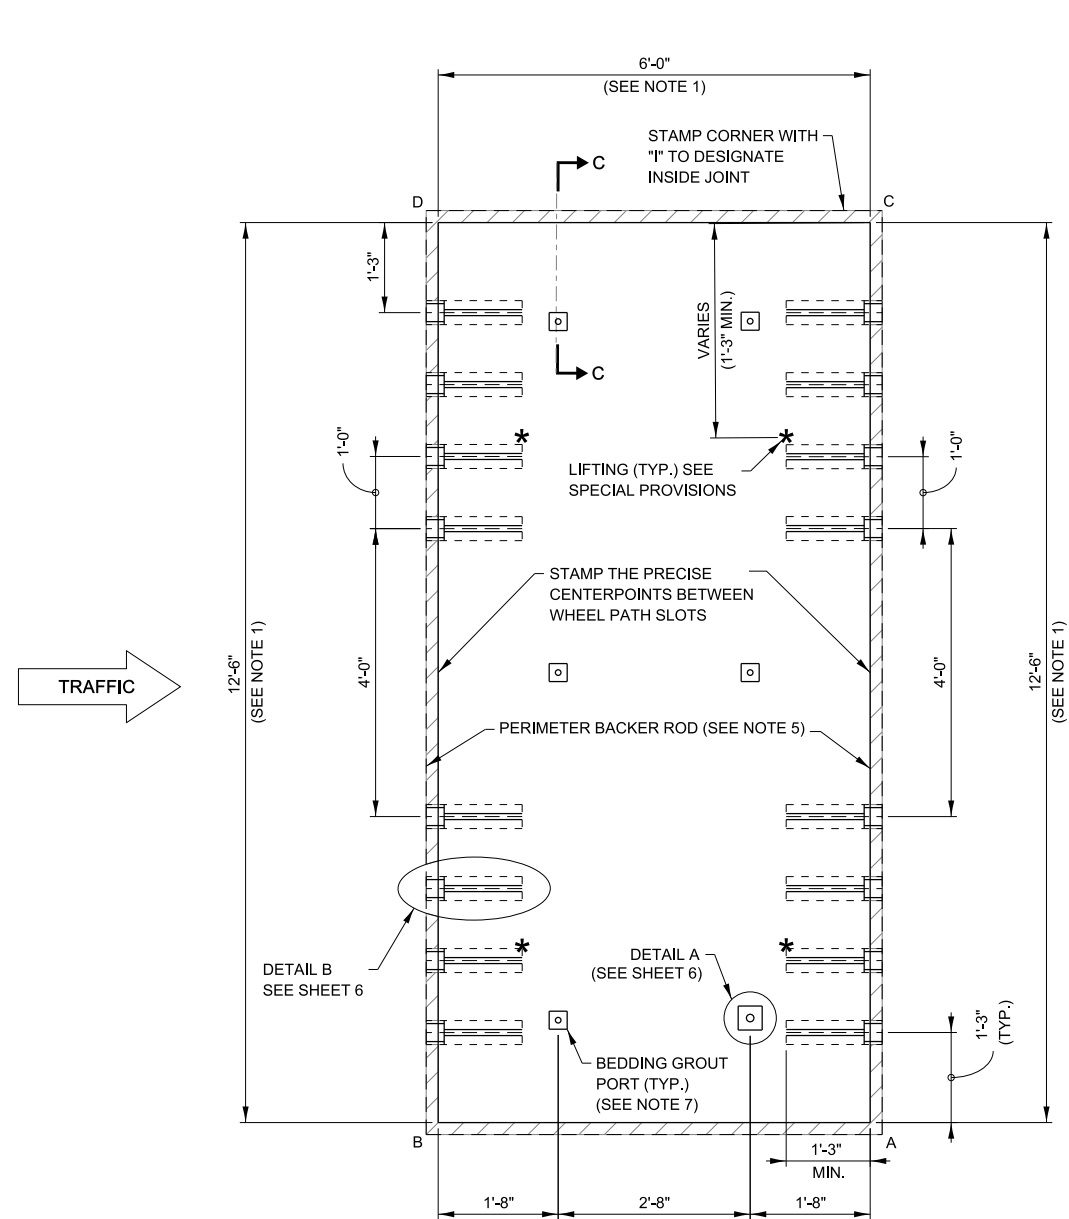 6'-0"
(SEE NOTE 1)
STAMP CORNER WITH
"I" TO DESIGNATE
INSIDE JOINT
C
D
C
1'-3"
VARIES
(1'-3" MIN.)
C
1'-0"
*
*
1'-0"
LIFTING (TYP.) SEE
SPECIAL PROVISIONS
STAMP THE PRECISE
CENTERPOINTS BETWEEN
WHEEL PATH SLOTS
TRAFFIC
12'-6"
(SEE NOTE 1)
4'-0"
4'-0"
12'-6"
(SEE NOTE 1)
PERIMETER BACKER ROD (SEE NOTE 5)
*
*
DETAIL B
SEE SHEET 6
DETAIL A
(SEE SHEET 6)
1'-3"
(TYP.)
BEDDING GROUT
PORT (TYP.)
(SEE NOTE 7)
B
A
1'-3"
MIN.
1'-8"
2'-8"
1'-8"